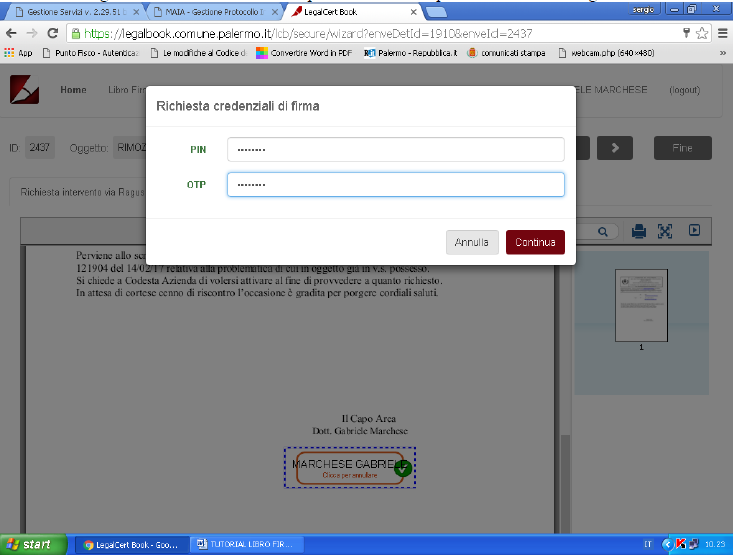 Gestione Servizi v. 2.29.51 b
MAIA - Gestione Protocollo I
LegalCert Book
sergio
https://legalbook.comune.palermo.it/lcb/secure/wizard?enveDetId=1910&enveId=2437
App
Punto Fisco - Autenticaz
Le modifiche al Codice d
Convertire Word in PDF
Palermo - Repubblica.it
comunicati stampa
webcam.php (640×480)
»
Home
Libro Fir
ELE MARCHESE
(logout)
Richiesta credenziali di firma
ID:
2437
Oggetto:
RIMOZ
Fine
PIN
••••••••
OTP
••••••••
Richiesta intervento via Ragus
Annulla
Continua
Perviene allo scr
121904 del 14/02/17 relativa alla problematica di cui in oggetto già in v.s. possesso.
Si chiede a Codesta Azienda di volersi attivare al fine di provvedere a quanto richiesto.
In attesa di cortese cenno di riscontro l'occasione è gradita per porgere cordiali saluti.
1
Il Capo Area
Dott. Gabriele Marchese
MARCHESE GABRIELE
Clicca per annullare
start
LegalCert Book - Goo...
TUTORIAL LIBRO FIR...
IT
10.23